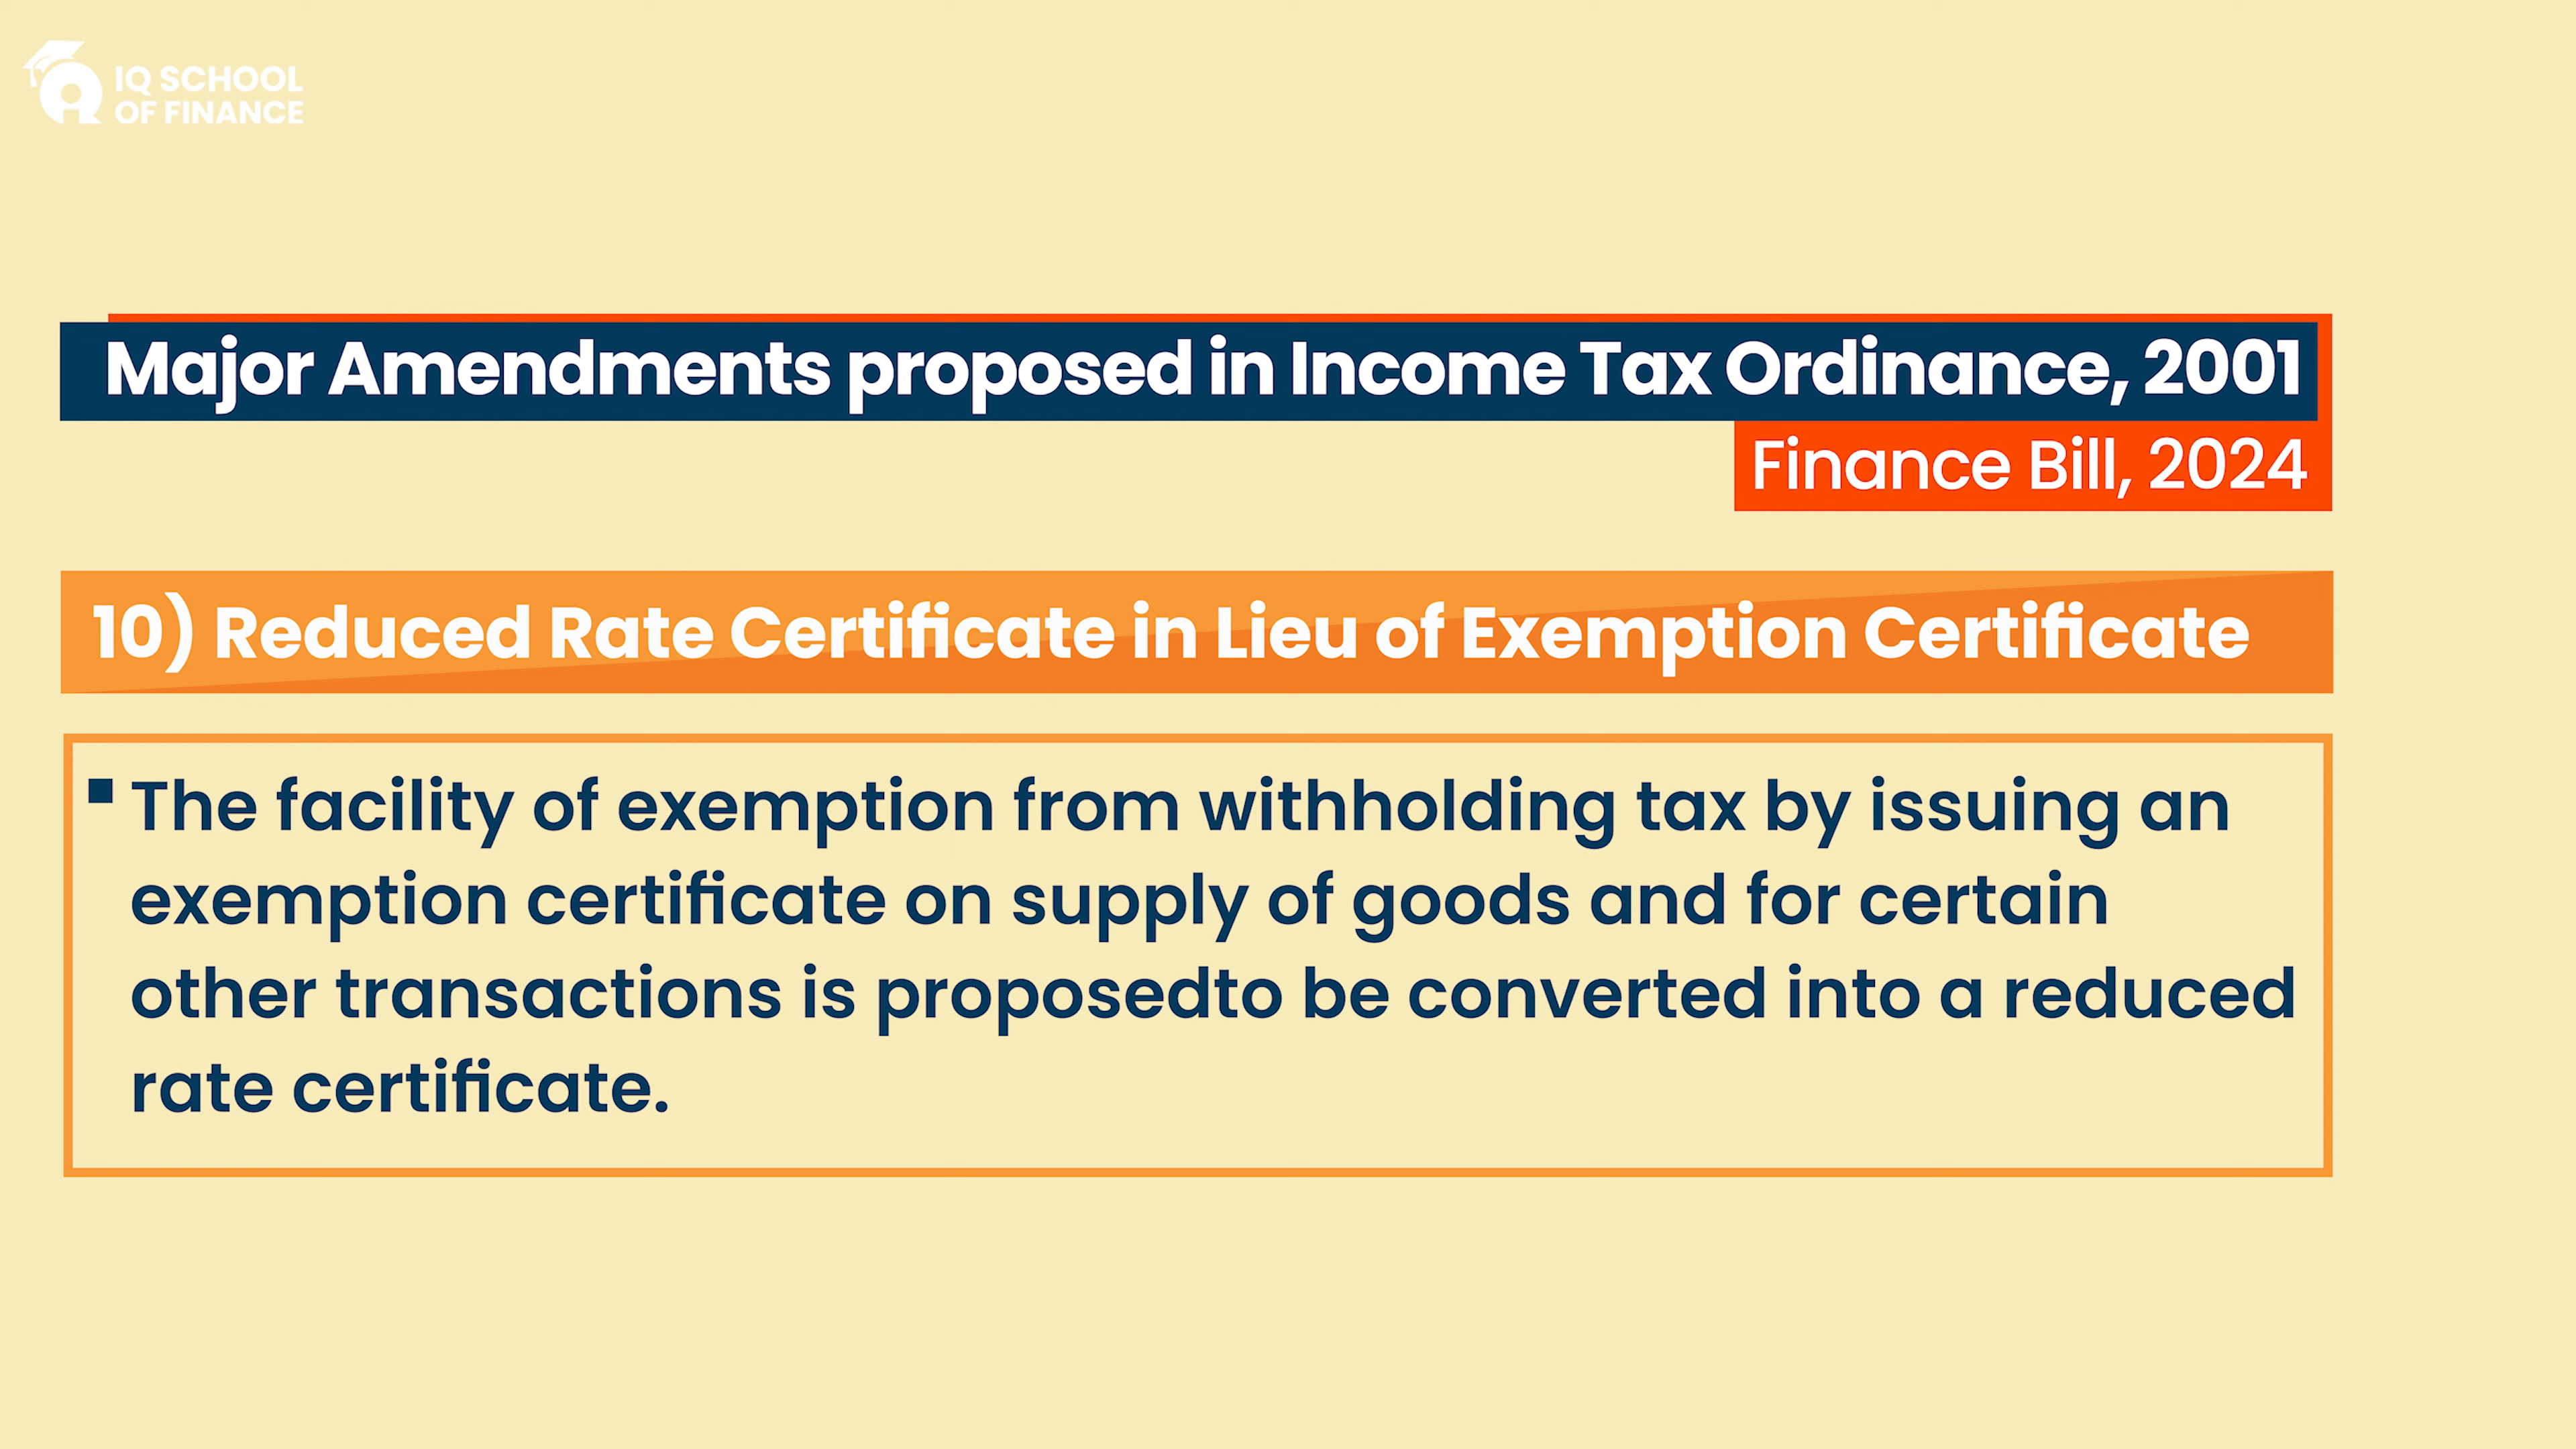 IQ SCHOOL
OF FINANCE
Major Amendments proposed in Income Tax Ordinance, 2001
Finance Bill, 2024
10) Reduced Rate Certificate in Lieu of Exemption Certificate
▪ The facility of exemption from withholding tax by issuing an
exemption certificate on supply of goods and for certain
other transactions is proposedto be converted into a reduced
rate certificate.